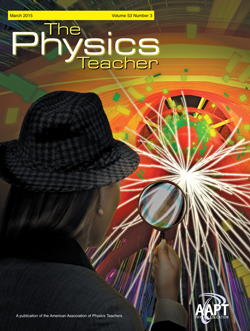 March 2015 Volume 53 Number 3
The
Physics
Teacher
AAPT
A publication of the American Association of Physics Teachers